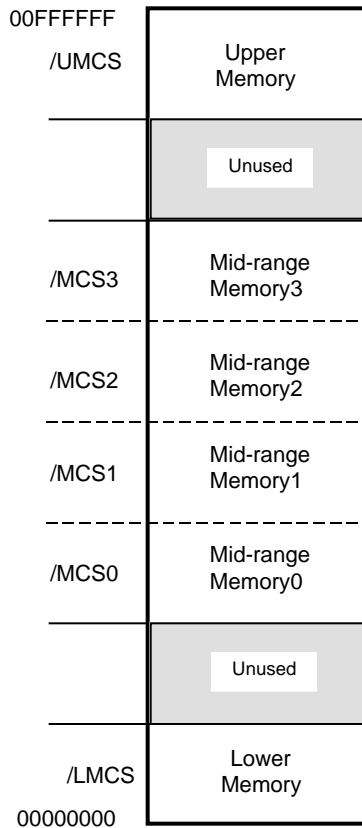 00FFFFFF
/UMCS
Upper
Memory
Unused
/MCS3
Mid-range
Memory3
/MCS2
Mid-range
Memory2
/MCS1
Mid-range
Memory1
/MCS0
Mid-range
Memory0
Unused
/LMCS
Lower
Memory
00000000